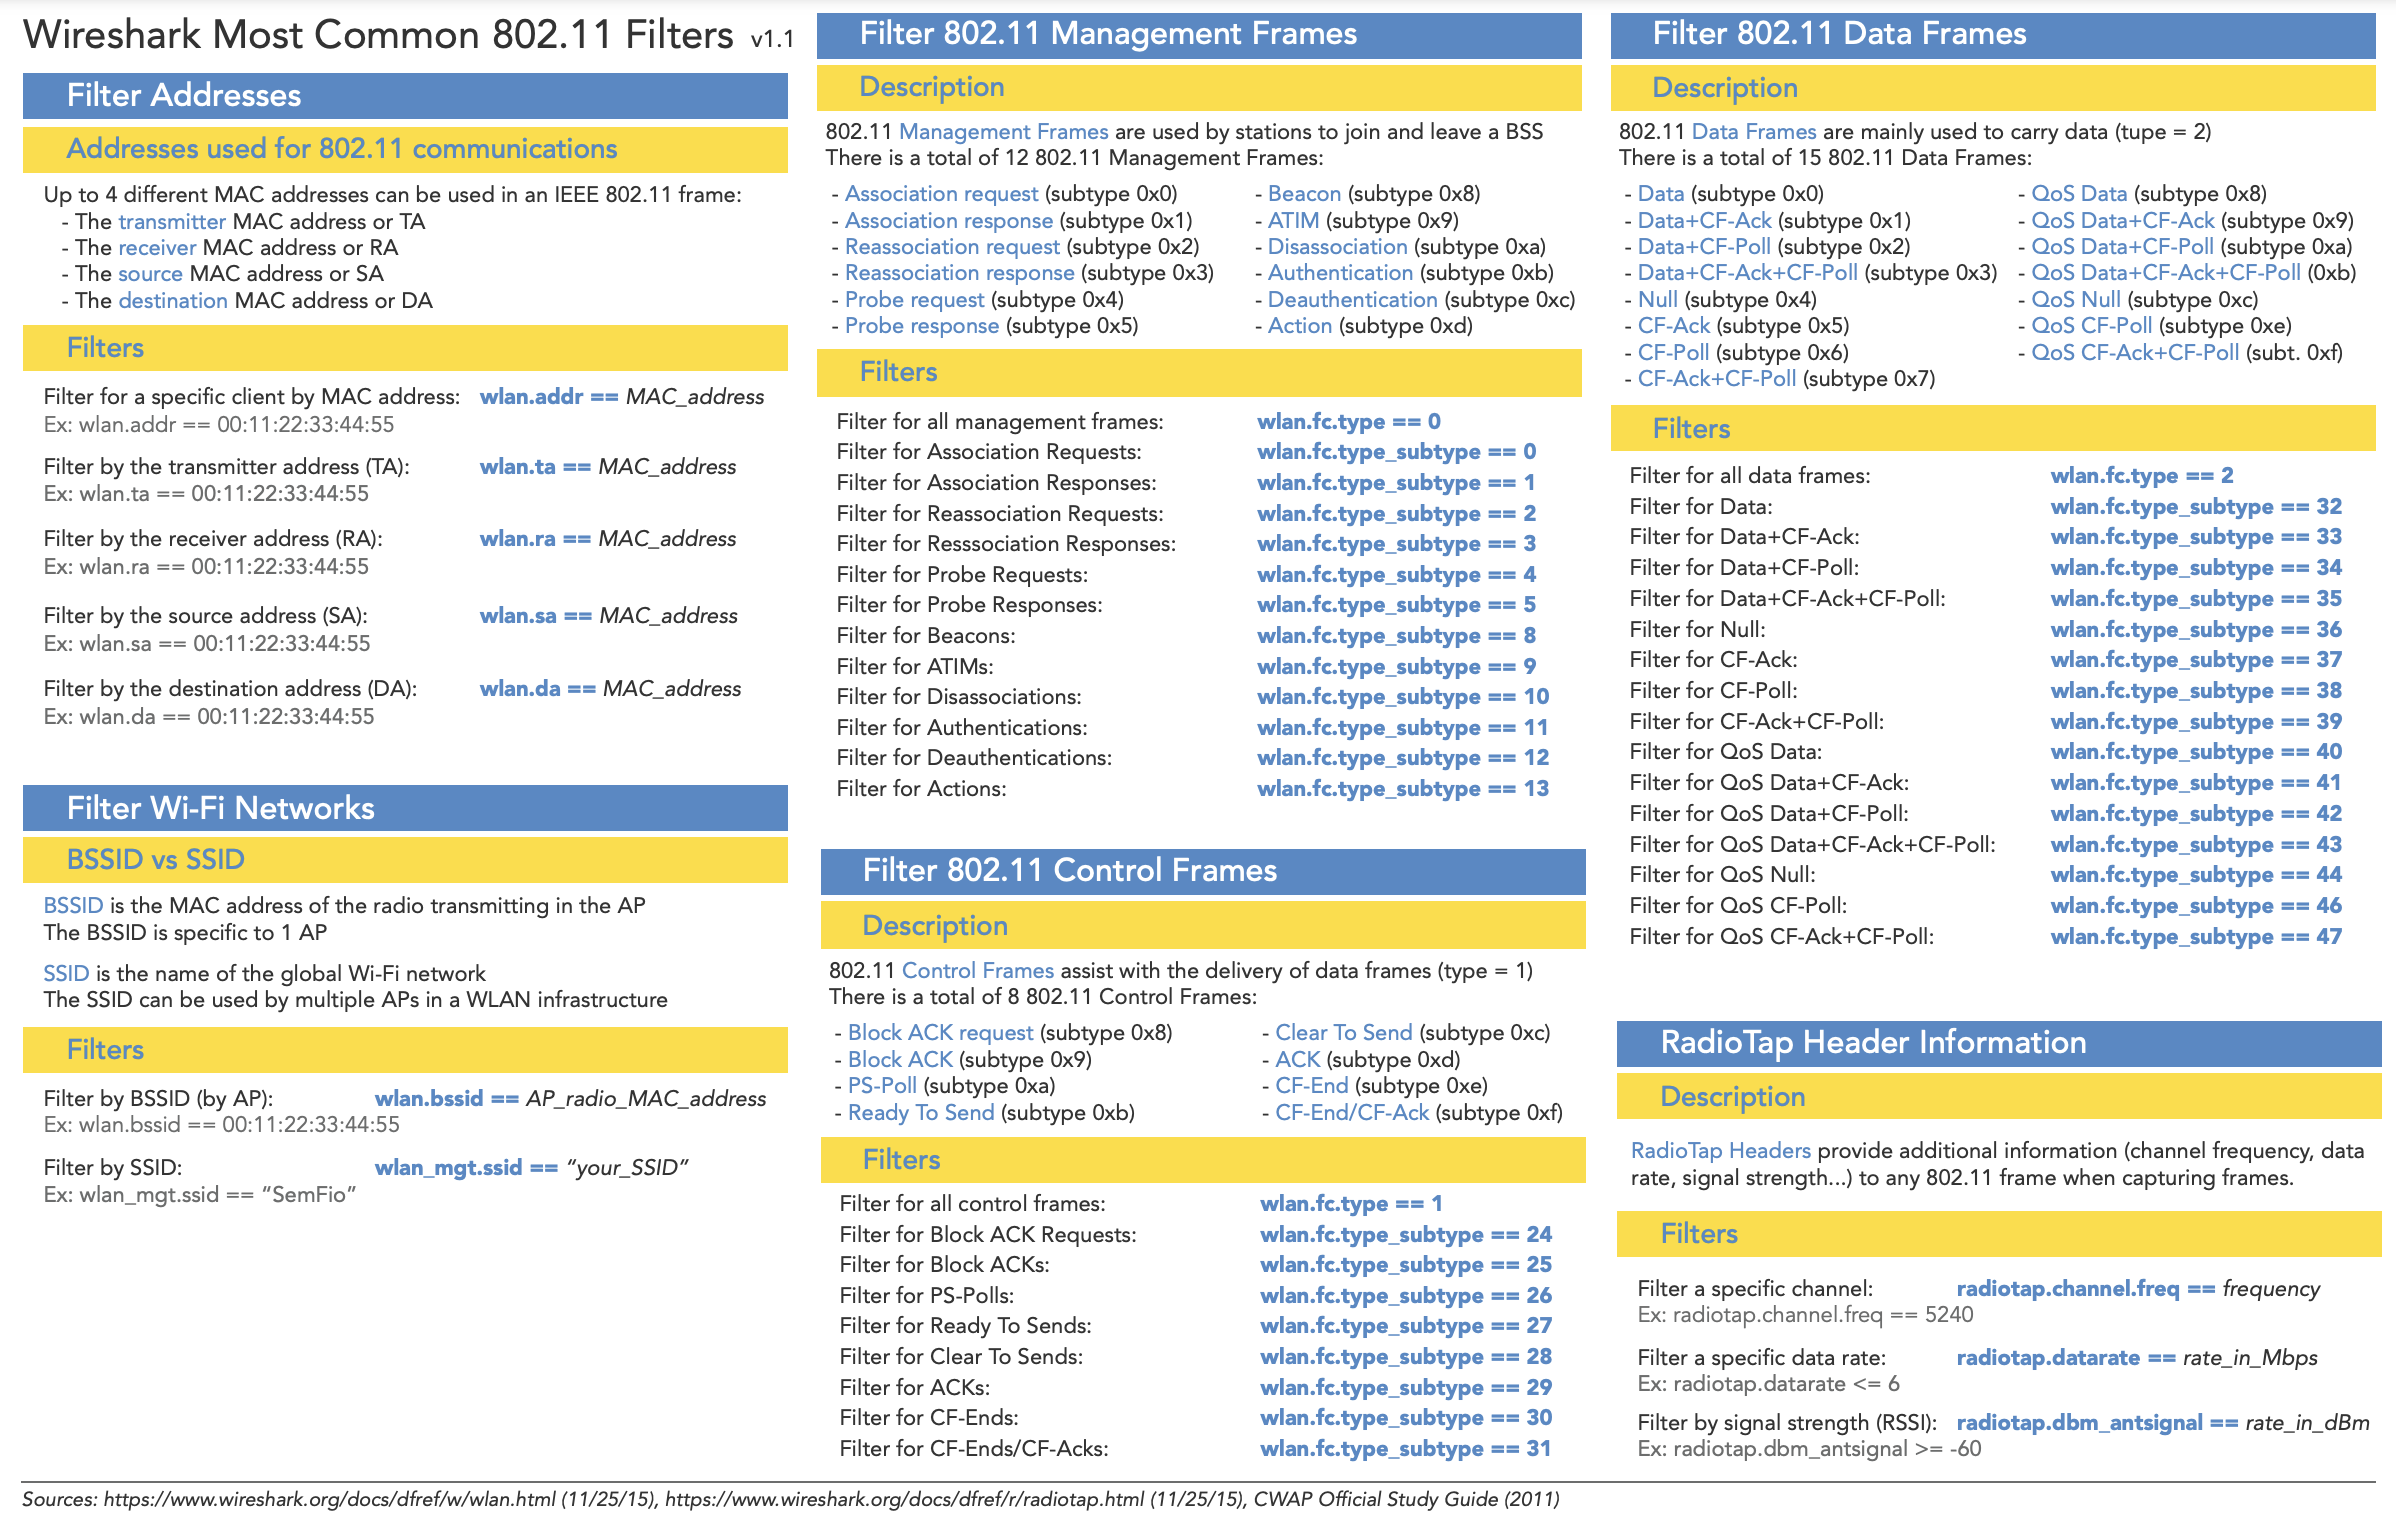 Wireshark Most Common 802.11 Filters v1.1
Filter Addresses
Addresses used for 802.11 communications
Up to 4 different MAC addresses can be used in an IEEE 802.11 frame:
- The transmitter MAC address or TA
- The receiver MAC address or RA
- The source MAC address or SA
- The destination MAC address or DA
Filters
Filter for a specific client by MAC address: wlan.addr == MAC_address
Ex: wlan.addr == 00:11:22:33:44:55
Filter by the transmitter address (TA): wlan.ta == MAC_address
Ex: wlan.ta == 00:11:22:33:44:55
Filter by the receiver address (RA): wlan.ra == MAC_address
Ex: wlan.ra == 00:11:22:33:44:55
Filter by the source address (SA): wlan.sa == MAC_address
Ex: wlan.sa == 00:11:22:33:44:55
Filter by the destination address (DA): wlan.da == MAC_address
Ex: wlan.da == 00:11:22:33:44:55
Filter Wi-Fi Networks
BSSID vs SSID
BSSID is the MAC address of the radio transmitting in the AP
The BSSID is specific to 1 AP
SSID is the name of the global Wi-Fi network
The SSID can be used by multiple APs in a WLAN infrastructure
Filters
Filter by BSSID (by AP): wlan.bssid == AP_radio_MAC_address
Ex: wlan.bssid == 00:11:22:33:44:55
Filter by SSID: wlan_mgt.ssid == “your_SSID”
Ex: wlan_mgt.ssid == “SemFio”
Filter 802.11 Management Frames
Description
802.11 Management Frames are used by stations to join and leave a BSS
There is a total of 12 802.11 Management Frames:
- Association request (subtype 0x0)
- Association response (subtype 0x1)
- Reassociation request (subtype 0x2)
- Reassociation response (subtype 0x3)
- Probe request (subtype 0x4)
- Probe response (subtype 0x5)
- Beacon (subtype 0x8)
- ATIM (subtype 0x9)
- Disassociation (subtype 0xa)
- Authentication (subtype 0xb)
- Deauthentication (subtype 0xc)
- Action (subtype 0xd)
Filters
Filter for all management frames: wlan.fc.type == 0
Filter for Association Requests: wlan.fc.type_subtype == 0
Filter for Association Responses: wlan.fc.type_subtype == 1
Filter for Reassociation Requests: wlan.fc.type_subtype == 2
Filter for Resssociation Responses: wlan.fc.type_subtype == 3
Filter for Probe Requests: wlan.fc.type_subtype == 4
Filter for Probe Responses: wlan.fc.type_subtype == 5
Filter for Beacons: wlan.fc.type_subtype == 8
Filter for ATIMs: wlan.fc.type_subtype == 9
Filter for Disassociations: wlan.fc.type_subtype == 10
Filter for Authentications: wlan.fc.type_subtype == 11
Filter for Deauthentications: wlan.fc.type_subtype == 12
Filter for Actions: wlan.fc.type_subtype == 13
Filter 802.11 Control Frames
Description
802.11 Control Frames assist with the delivery of data frames (type = 1)
There is a total of 8 802.11 Control Frames:
- Block ACK request (subtype 0x8)
- Block ACK (subtype 0x9)
- PS-Poll (subtype 0xa)
- Ready To Send (subtype 0xb)
- Clear To Send (subtype 0xc)
- ACK (subtype 0xd)
- CF-End (subtype 0xe)
- CF-End/CF-Ack (subtype 0xf)
Filters
Filter for all control frames: wlan.fc.type == 1
Filter for Block ACK Requests: wlan.fc.type_subtype == 24
Filter for Block ACKs: wlan.fc.type_subtype == 25
Filter for PS-Polls: wlan.fc.type_subtype == 26
Filter for Ready To Sends: wlan.fc.type_subtype == 27
Filter for Clear To Sends: wlan.fc.type_subtype == 28
Filter for ACKs: wlan.fc.type_subtype == 29
Filter for CF-Ends: wlan.fc.type_subtype == 30
Filter for CF-Ends/CF-Acks: wlan.fc.type_subtype == 31
Filter 802.11 Data Frames
Description
802.11 Data Frames are mainly used to carry data (tupe = 2)
There is a total of 15 802.11 Data Frames:
- Data (subtype 0x0)
- Data+CF-Ack (subtype 0x1)
- Data+CF-Poll (subtype 0x2)
- Data+CF-Ack+CF-Poll (subtype 0x3)
- Null (subtype 0x4)
- CF-Ack (subtype 0x5)
- CF-Poll (subtype 0x6)
- CF-Ack+CF-Poll (subtype 0x7)
- QoS Data (subtype 0x8)
- QoS Data+CF-Ack (subtype 0x9)
- QoS Data+CF-Poll (subtype 0xa)
- QoS Data+CF-Ack+CF-Poll (0xb)
- QoS Null (subtype 0xc)
- QoS CF-Poll (subtype 0xe)
- QoS CF-Ack+CF-Poll (subt. 0xf)
Filters
Filter for all data frames: wlan.fc.type == 2
Filter for Data: wlan.fc.type_subtype == 32
Filter for Data+CF-Ack: wlan.fc.type_subtype == 33
Filter for Data+CF-Poll: wlan.fc.type_subtype == 34
Filter for Data+CF-Ack+CF-Poll: wlan.fc.type_subtype == 35
Filter for Null: wlan.fc.type_subtype == 36
Filter for CF-Ack: wlan.fc.type_subtype == 37
Filter for CF-Poll: wlan.fc.type_subtype == 38
Filter for CF-Ack+CF-Poll: wlan.fc.type_subtype == 39
Filter for QoS Data: wlan.fc.type_subtype == 40
Filter for QoS Data+CF-Ack: wlan.fc.type_subtype == 41
Filter for QoS Data+CF-Poll: wlan.fc.type_subtype == 42
Filter for QoS Data+CF-Ack+CF-Poll: wlan.fc.type_subtype == 43
Filter for QoS Null: wlan.fc.type_subtype == 44
Filter for QoS CF-Poll: wlan.fc.type_subtype == 46
Filter for QoS CF-Ack+CF-Poll: wlan.fc.type_subtype == 47
RadioTap Header Information
Description
RadioTap Headers provide additional information (channel frequency, data
rate, signal strength...) to any 802.11 frame when capturing frames.
Filters
Filter a specific channel: radiotap.channel.freq == frequency
Ex: radiotap.channel.freq == 5240
Filter a specific data rate: radiotap.datarate == rate_in_Mbps
Ex: radiotap.datarate <= 6
Filter by signal strength (RSSI): radiotap.dbm_antsignal == rate_in_dBm
Ex: radiotap.dbm_antsignal >= -60
Sources: https://www.wireshark.org/docs/dfref/w/wlan.html (11/25/15), https://www.wireshark.org/docs/dfref/r/radiotap.html (11/25/15), CWAP Official Study Guide (2011)